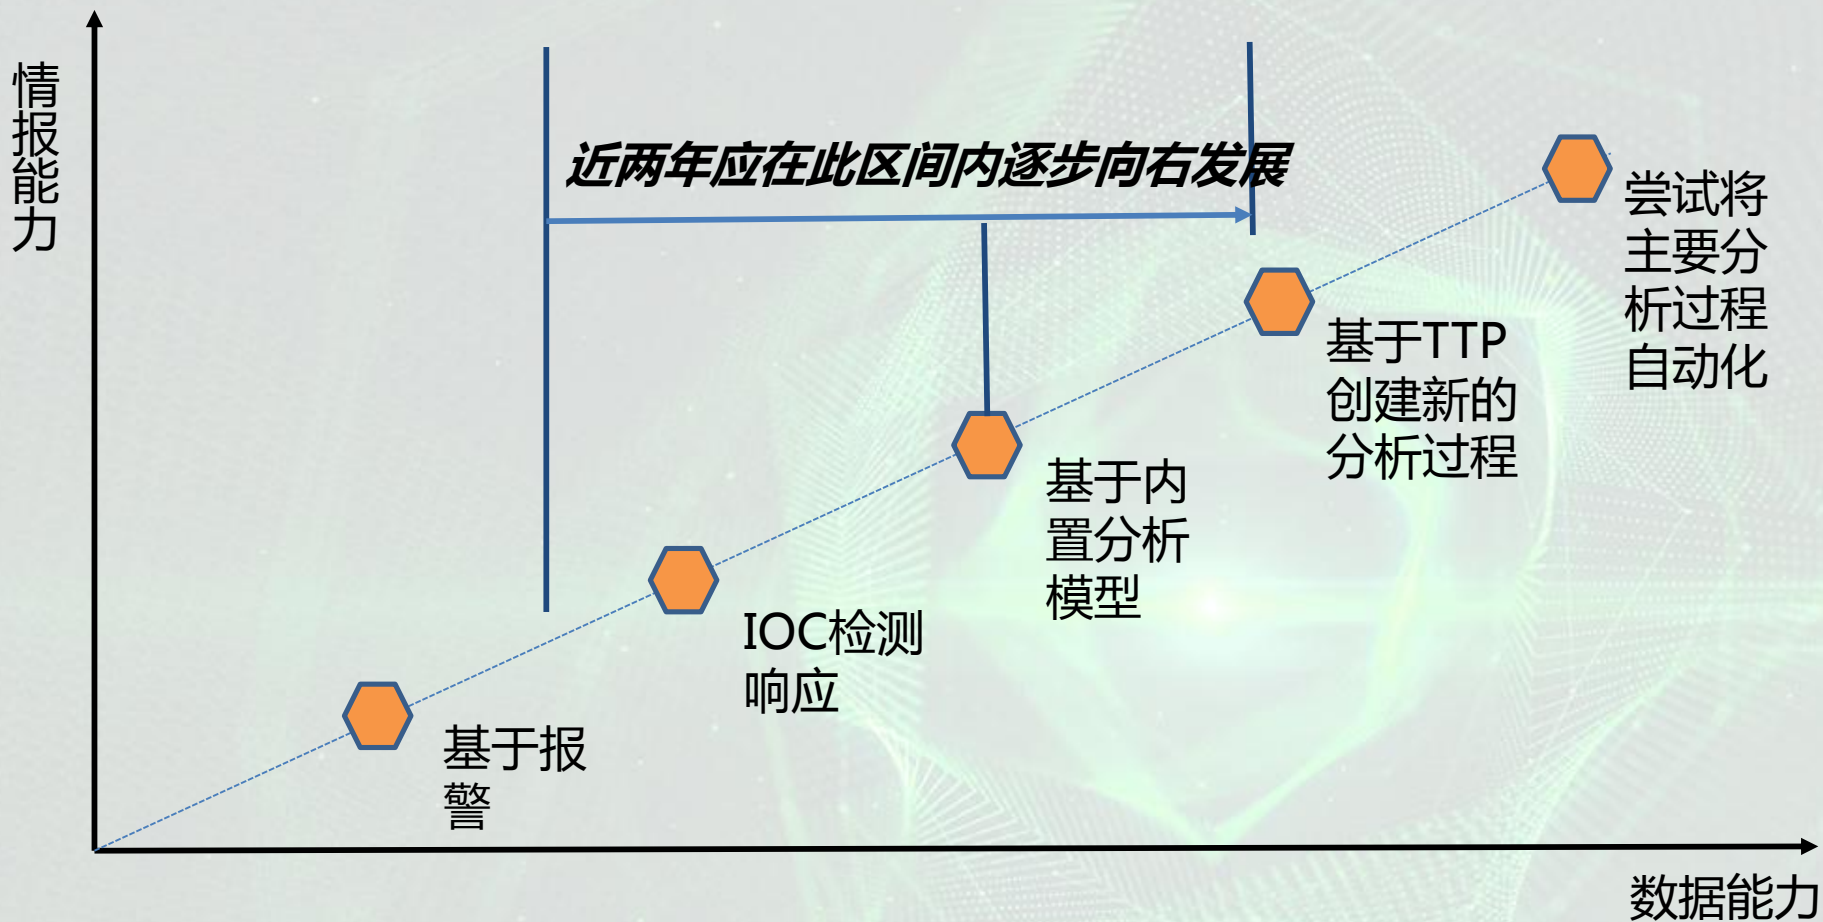 情报能力
近两年应在此区间内逐步向右发展
尝试将
主要分
析过程
自动化
基于TTP
创建新的
分析过程
基于内
置分析
模型
IOC检测
响应
基于报
警
数据能力